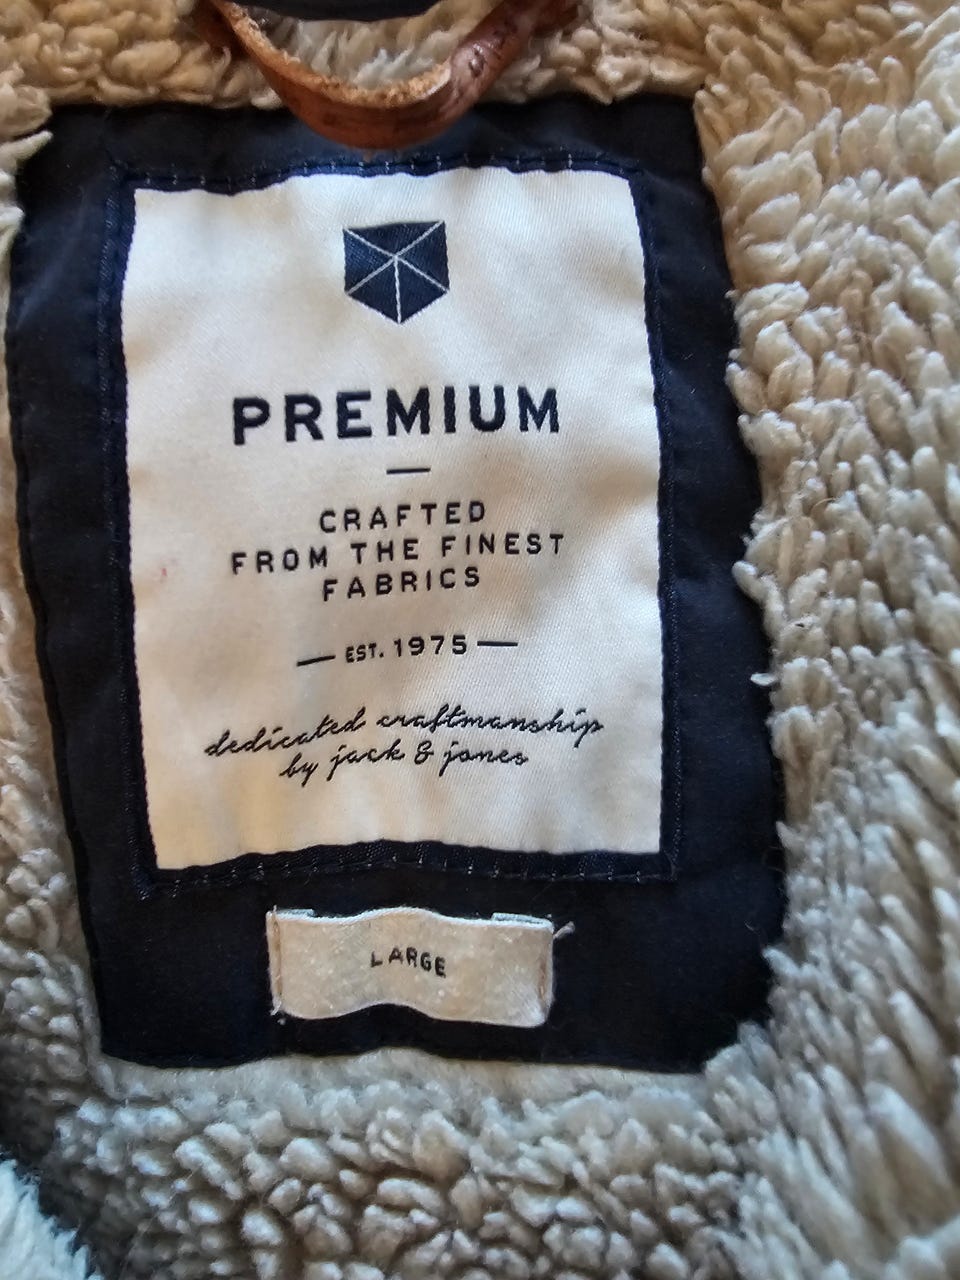 PREMIUM
CRAFTED
FROM THE FINEST
FABRICS
EST. 1975
dedicated craftmanship
by jack & jones
LARGE